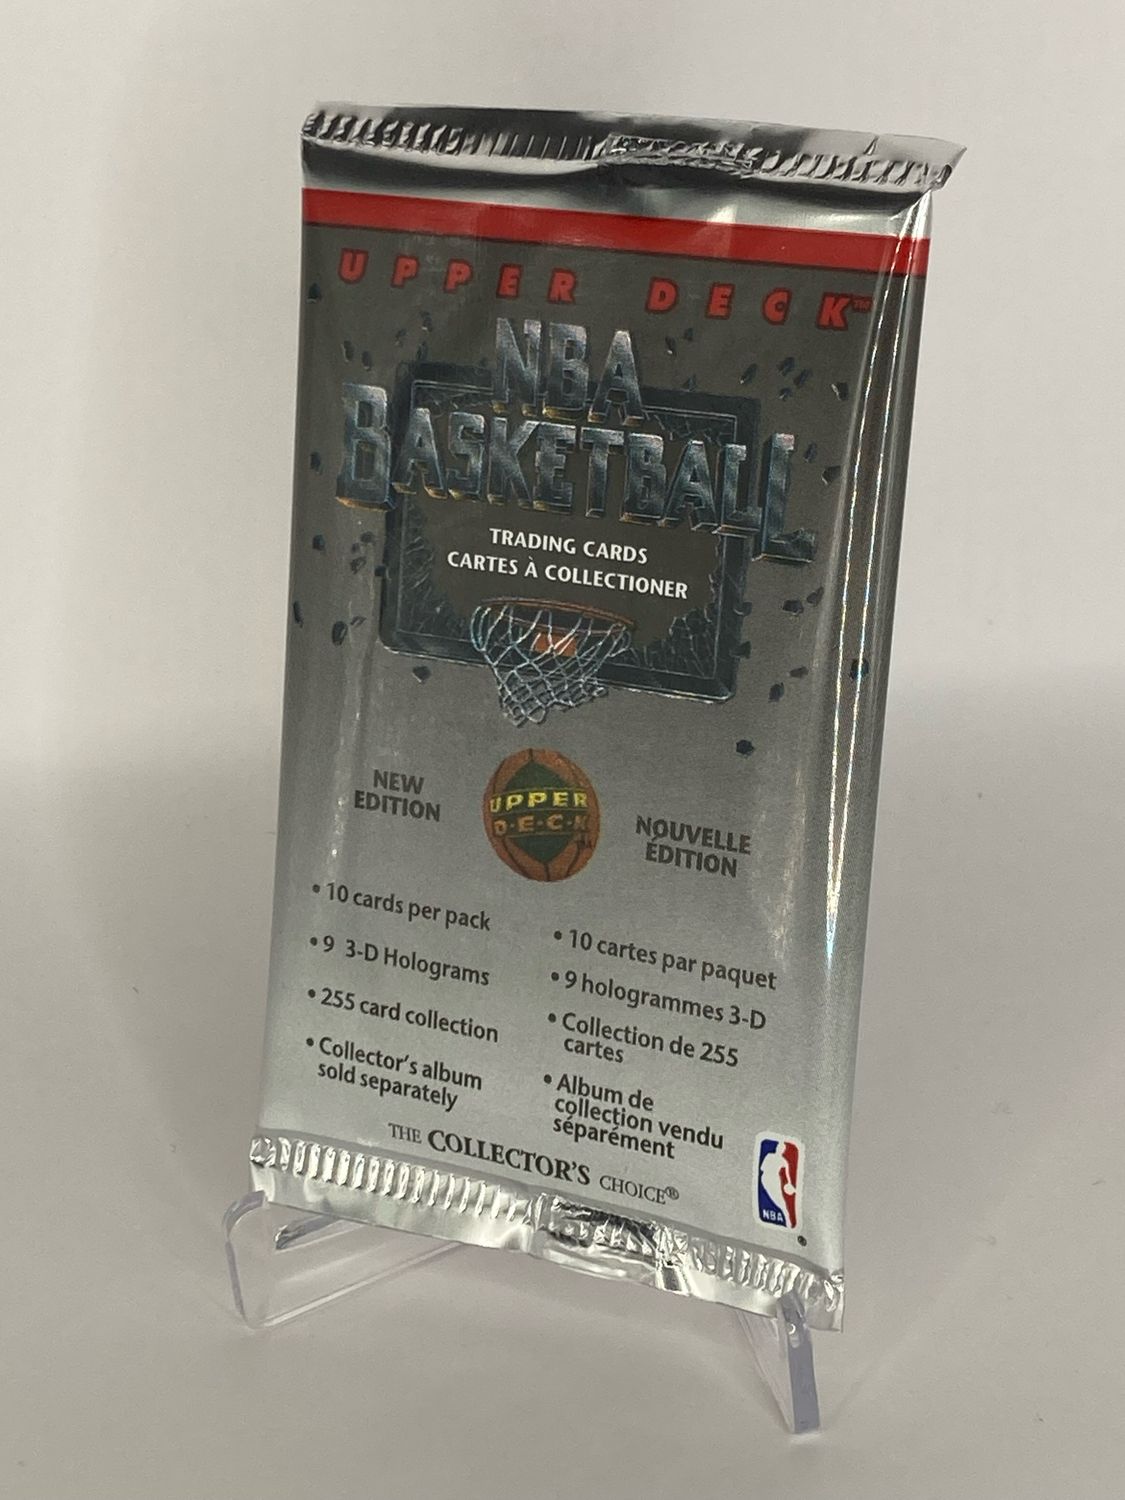 UPPER DECK™
NBA
BASKETBALL
TRADING CARDS
CARTES À COLLECTIONER
NEW
EDITION
UPPER
D·E·C·K
NOUVELLE
ÉDITION
• 10 cards per pack
• 9 3-D Holograms
• 255 card collection
• Collector's album
sold separately
• 10 cartes par paquet
• 9 hologrammes 3-D
• Collection de 255
cartes
• Album de
collection vendu
séparément
THE COLLECTOR'S CHOICE®
NBA
®